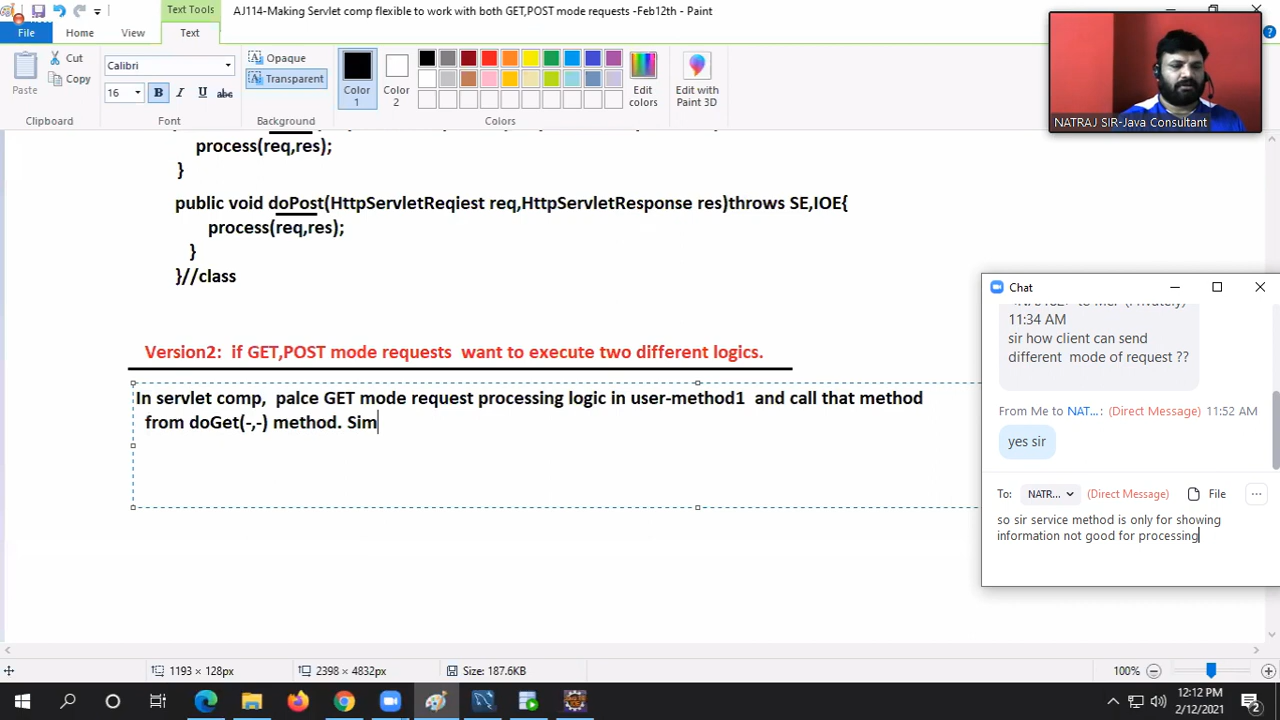 Text Tools
AJ114-Making Servlet comp flexible to work with both GET,POST mode requests -Feb12th - Paint
File
Home
View
Text
Paste
Cut
Copy
Clipboard
Calibri
16
B
I
U
abc
Font
Opaque
Transparent
Background
Color 1
Color 2
Edit colors
Edit with Paint 3D
Colors
NATRAJ SIR-Java Consultant
process(req,res);
}
public void doPost(HttpServletReqiest req,HttpServletResponse res)throws SE,IOE{
process(req,res);
}
}//class
Version2:  if GET,POST mode requests  want to execute two different logics.
In servlet comp,  palce GET mode request processing logic in user-method1  and call that method
from doGet(-,-) method. Sim
Chat
to Me: (Privately)
11:34 AM
sir how client can send
different  mode of request ??
From Me to NAT...: (Direct Message) 11:52 AM
yes sir
To: NATR... (Direct Message) File ...
so sir service method is only for showing
information not good for processing
1193 × 128px
2398 × 4832px
Size: 187.6KB
100%
12:12 PM
2/12/2021
2